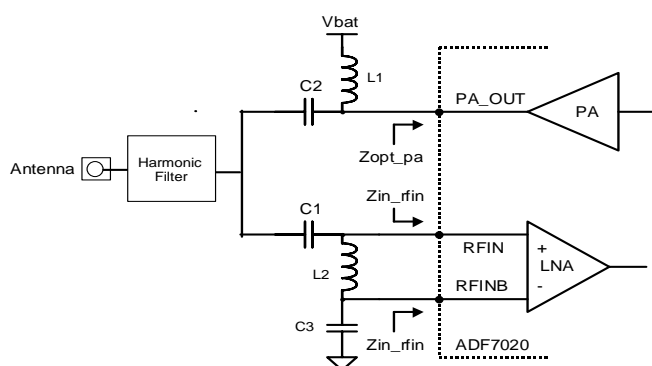 Vbat
L1
C2
PA_OUT
PA
Zopt_pa
Antenna
Harmonic
Filter
Zin_rfin
C1
RFIN
+
LNA
-
L2
RFINB
C3
Zin_rfin
ADF7020